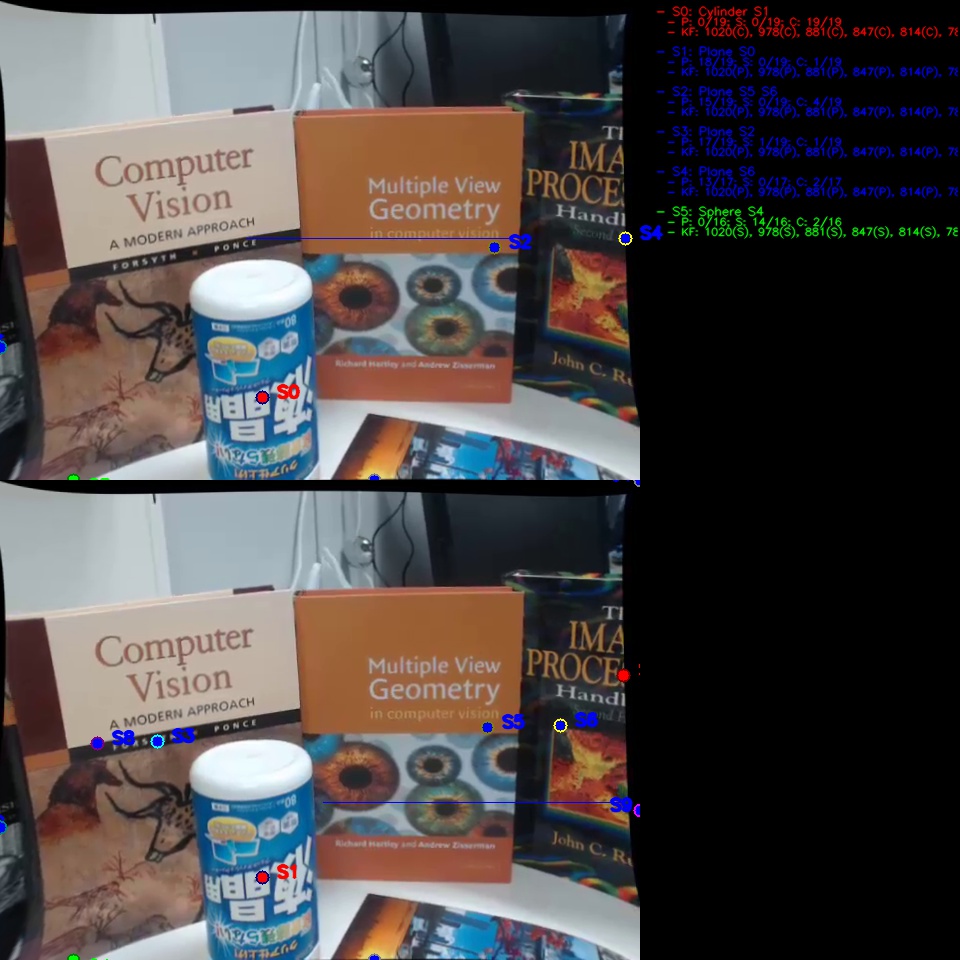 - S0: Cylinder S1
- P: 0/19; S: 0/19; C: 19/19
- KF: 1020(C), 978(C), 881(C), 847(C), 814(C), 78
- S1: Plane S0
- P: 18/19; S: 0/19; C: 1/19
- KF: 1020(P), 978(P), 881(P), 847(P), 814(P), 78
- S2: Plane S5 S6
- P: 15/19; S: 0/19; C: 4/19
- KF: 1020(P), 978(P), 881(P), 847(P), 814(P), 78
- S3: Plane S2
- P: 17/19; S: 1/19; C: 1/19
- KF: 1020(P), 978(P), 881(P), 847(P), 814(P), 78
- S4: Plane S6
- P: 13/17; S: 0/17; C: 2/17
- KF: 1020(P), 978(P), 881(P), 847(P), 814(P), 78
- S5: Sphere S4
- P: 0/16; S: 14/16; C: 2/16
- KF: 1020(S), 978(S), 881(S), 847(S), 814(S), 78
Computer
Vision
A MODERN APPROACH
FORSYTH PONCE
Multiple View
Geometry
in computer vision
Richard Hartley and Andrew Zisserman
IMA
PROCES
Handl
Second
John C. Ru
S2
S4
S0
Computer
Vision
A MODERN APPROACH
PONCE
Multiple View
Geometry
in computer vision
Richard Hartley and Andrew Zisserman
IMA
PROCES
Handl
John C. Ru
S8
S3
S5
S1